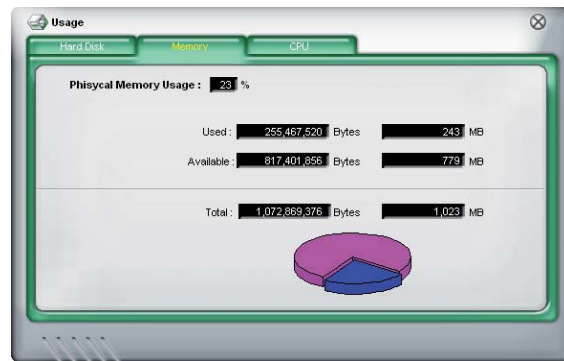 Usage
Hard Disk Memory CPU
Phisycal Memory Usage : 23 %
Used : 255,467,520 Bytes 243 MB
Available : 817,401,856 Bytes 779 MB
Total : 1,072,869,376 Bytes 1,023 MB